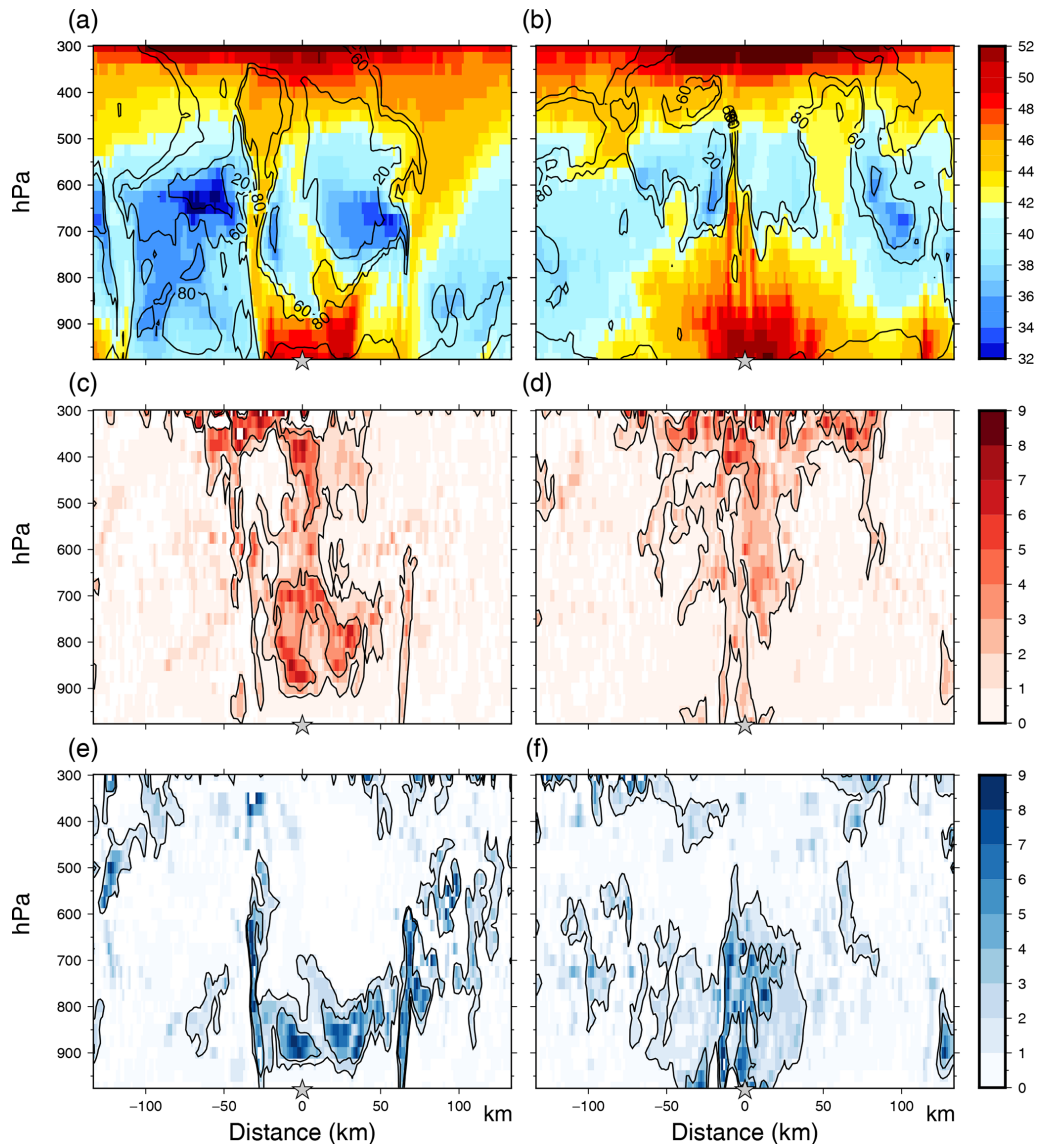 (a) (b)
300 400 500 600 700 800 900
hPa
60 20 80 60 80 20 60 80
60 80 80 60 20 80
52 50 48 46 44 42 40 38 36 34 32
(c) (d)
300 400 500 600 700 800 900
hPa
9 8 7 6 5 4 3 2 1 0
(e) (f)
300 400 500 600 700 800 900
hPa
9 8 7 6 5 4 3 2 1 0
−100 −50 0 50 100 km −100 −50 0 50 100 km
Distance (km) Distance (km)